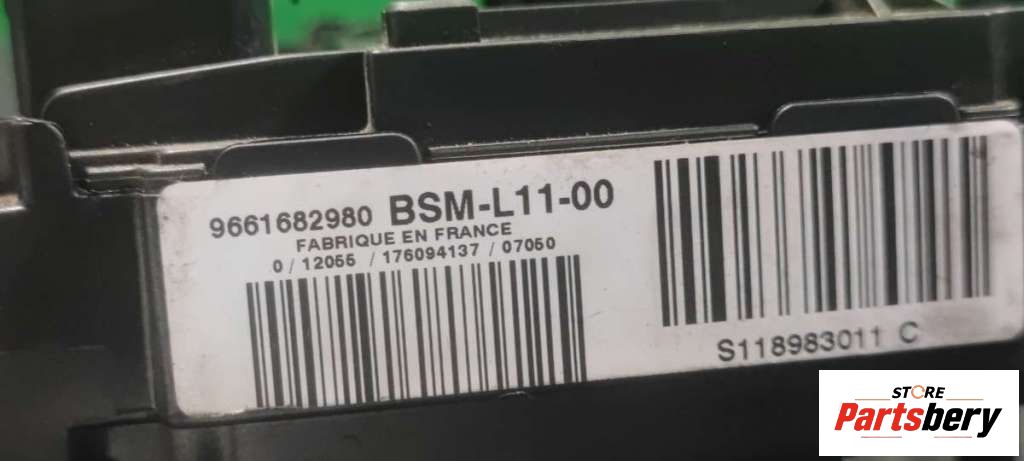 9661682980 BSM-L11-00
FABRIQUE EN FRANCE
0 / 12055 / 176094137 / 07050
S118983011 C
STORE
Partsbery